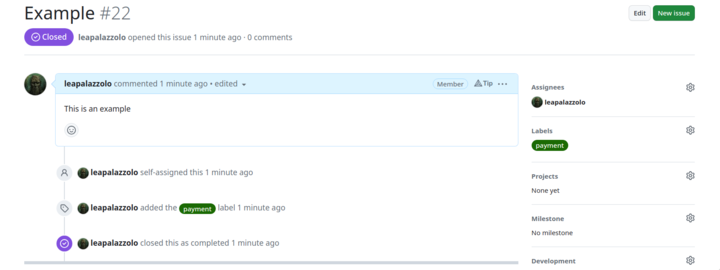 Example #22
Edit
New issue
Closed
leapalazzolo opened this issue 1 minute ago · 0 comments
leapalazzolo commented 1 minute ago • edited
Member
Tip
This is an example
leapalazzolo self-assigned this 1 minute ago
leapalazzolo added the payment label 1 minute ago
leapalazzolo closed this as completed 1 minute ago
Assignees
leapalazzolo
Labels
payment
Projects
None yet
Milestone
No milestone
Development